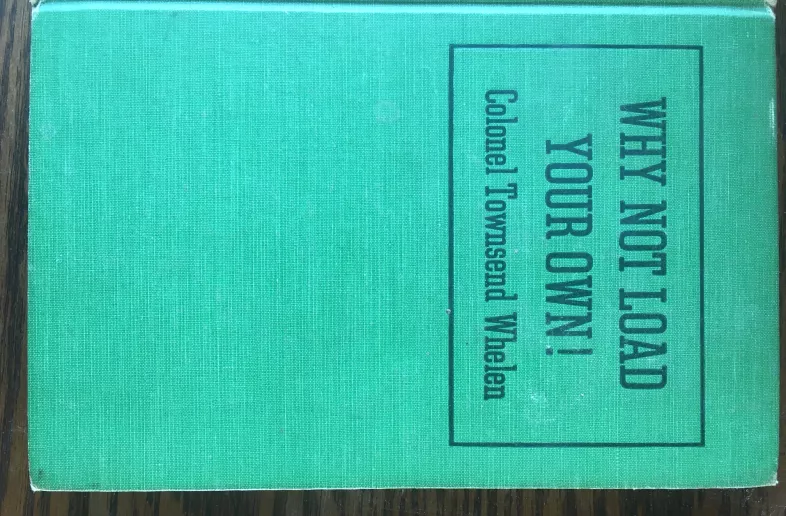 WHY NOT LOAD
YOUR OWN!
Colonel Townsend Whelen